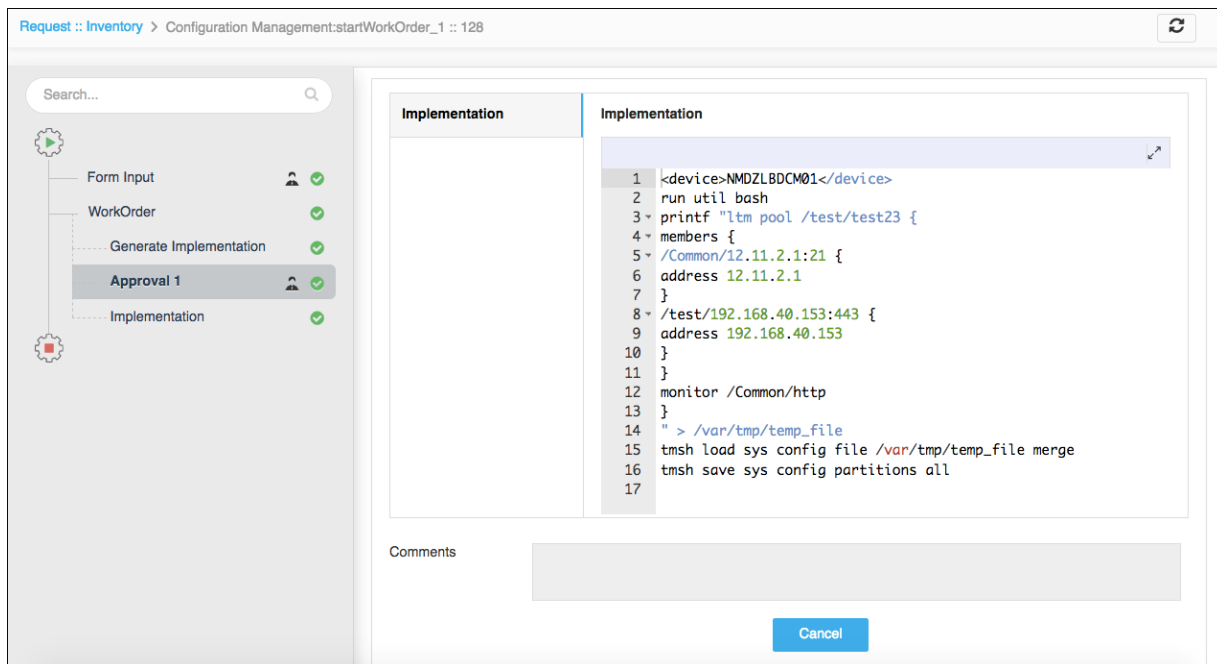 Request :: Inventory > Configuration Management:startWorkOrder_1 :: 128
Search...
Form Input
WorkOrder
Generate Implementation
Approval 1
Implementation
Implementation
Implementation
1 <device>NMDZLBDCM01</device>
2 run util bash
3 printf "ltm pool /test/test23 {
4 members {
5 /Common/12.11.2.1:21 {
6 address 12.11.2.1
7 }
8 /test/192.168.40.153:443 {
9 address 192.168.40.153
10 }
11 }
12 monitor /Common/http
13 }
14 " > /var/tmp/temp_file
15 tmsh load sys config file /var/tmp/temp_file merge
16 tmsh save sys config partitions all
17
Comments
Cancel